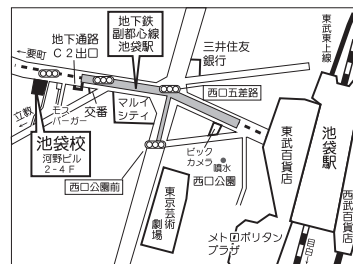 ←要町
地下通路
C2出口
地下鉄
副都心線
池袋駅
三井住友
銀行
東武東上線
西口五差路
モス
バーガー
交番
マルイ
シティ
立教
池袋校
河野ビル
2-4F
西口公園前
ビック
カメラ
噴水
西口公園
東武百貨店
池袋駅
西武百貨店
東京芸術
劇場
メトロポリタン
プラザ
目白